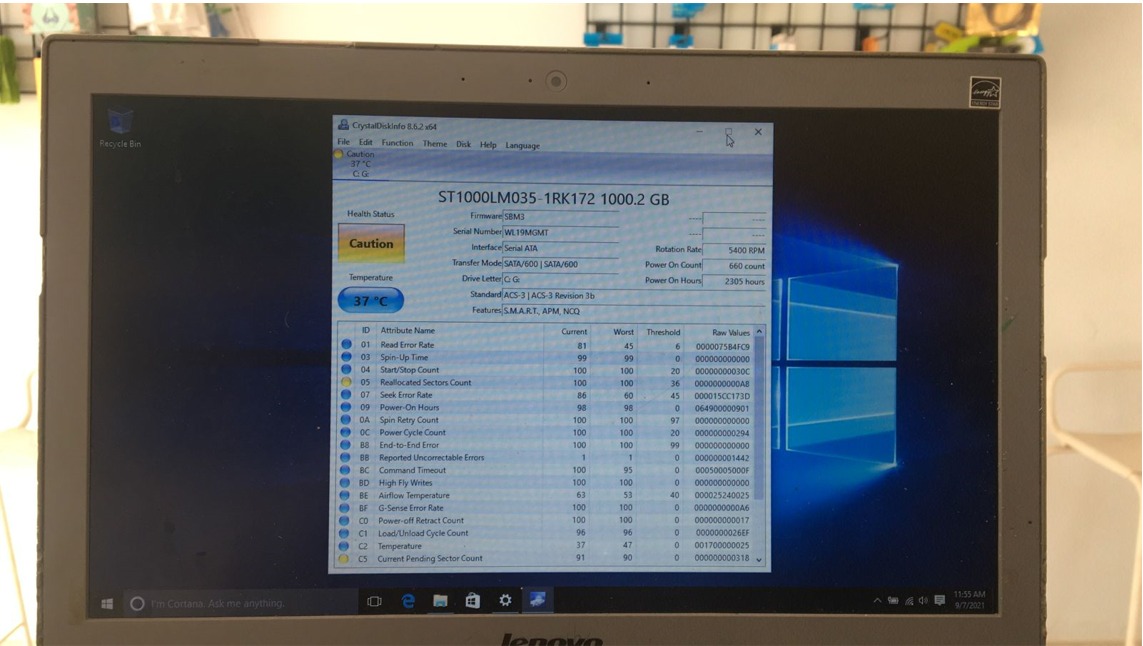 Recycle Bin
CrystalDiskInfo 8.6.2 x64
File Edit Function Theme Disk Help Language
Caution
37 °C
C: G:
ST1000LM035-1RK172 1000.2 GB
Health Status
Caution
Temperature
37 °C
Firmware SBM3 ---- ----
Serial Number WL19MGMT ---- ----
Interface Serial ATA Rotation Rate 5400 RPM
Transfer Mode SATA/600 | SATA/600 Power On Count 660 count
Drive Letter C: G: Power On Hours 2305 hours
Standard ACS-3 | ACS-3 Revision 3b
Features S.M.A.R.T., APM, NCQ
ID Attribute Name Current Worst Threshold Raw Values
01 Read Error Rate 81 45 6 0000075B4FC9
03 Spin-Up Time 99 99 0 000000000000
04 Start/Stop Count 100 100 20 00000000030C
05 Reallocated Sectors Count 100 100 36 0000000000A8
07 Seek Error Rate 86 60 45 000015CC173D
09 Power-On Hours 98 98 0 064900000901
0A Spin Retry Count 100 100 97 000000000000
0C Power Cycle Count 100 100 20 000000000294
B8 End-to-End Error 100 100 99 000000000000
BB Reported Uncorrectable Errors 1 1 0 000000001442
BC Command Timeout 100 95 0 00050005000F
BD High Fly Writes 100 100 0 000000000000
BE Airflow Temperature 63 53 40 000025240025
BF G-Sense Error Rate 100 100 0 0000000000A6
C0 Power-off Retract Count 100 100 0 000000000017
C1 Load/Unload Cycle Count 96 96 0 0000000026EF
C2 Temperature 37 47 0 001700000025
C5 Current Pending Sector Count 91 90 0 000000000318
I'm Cortana. Ask me anything.
11:55 AM
9/7/2021
lenovo